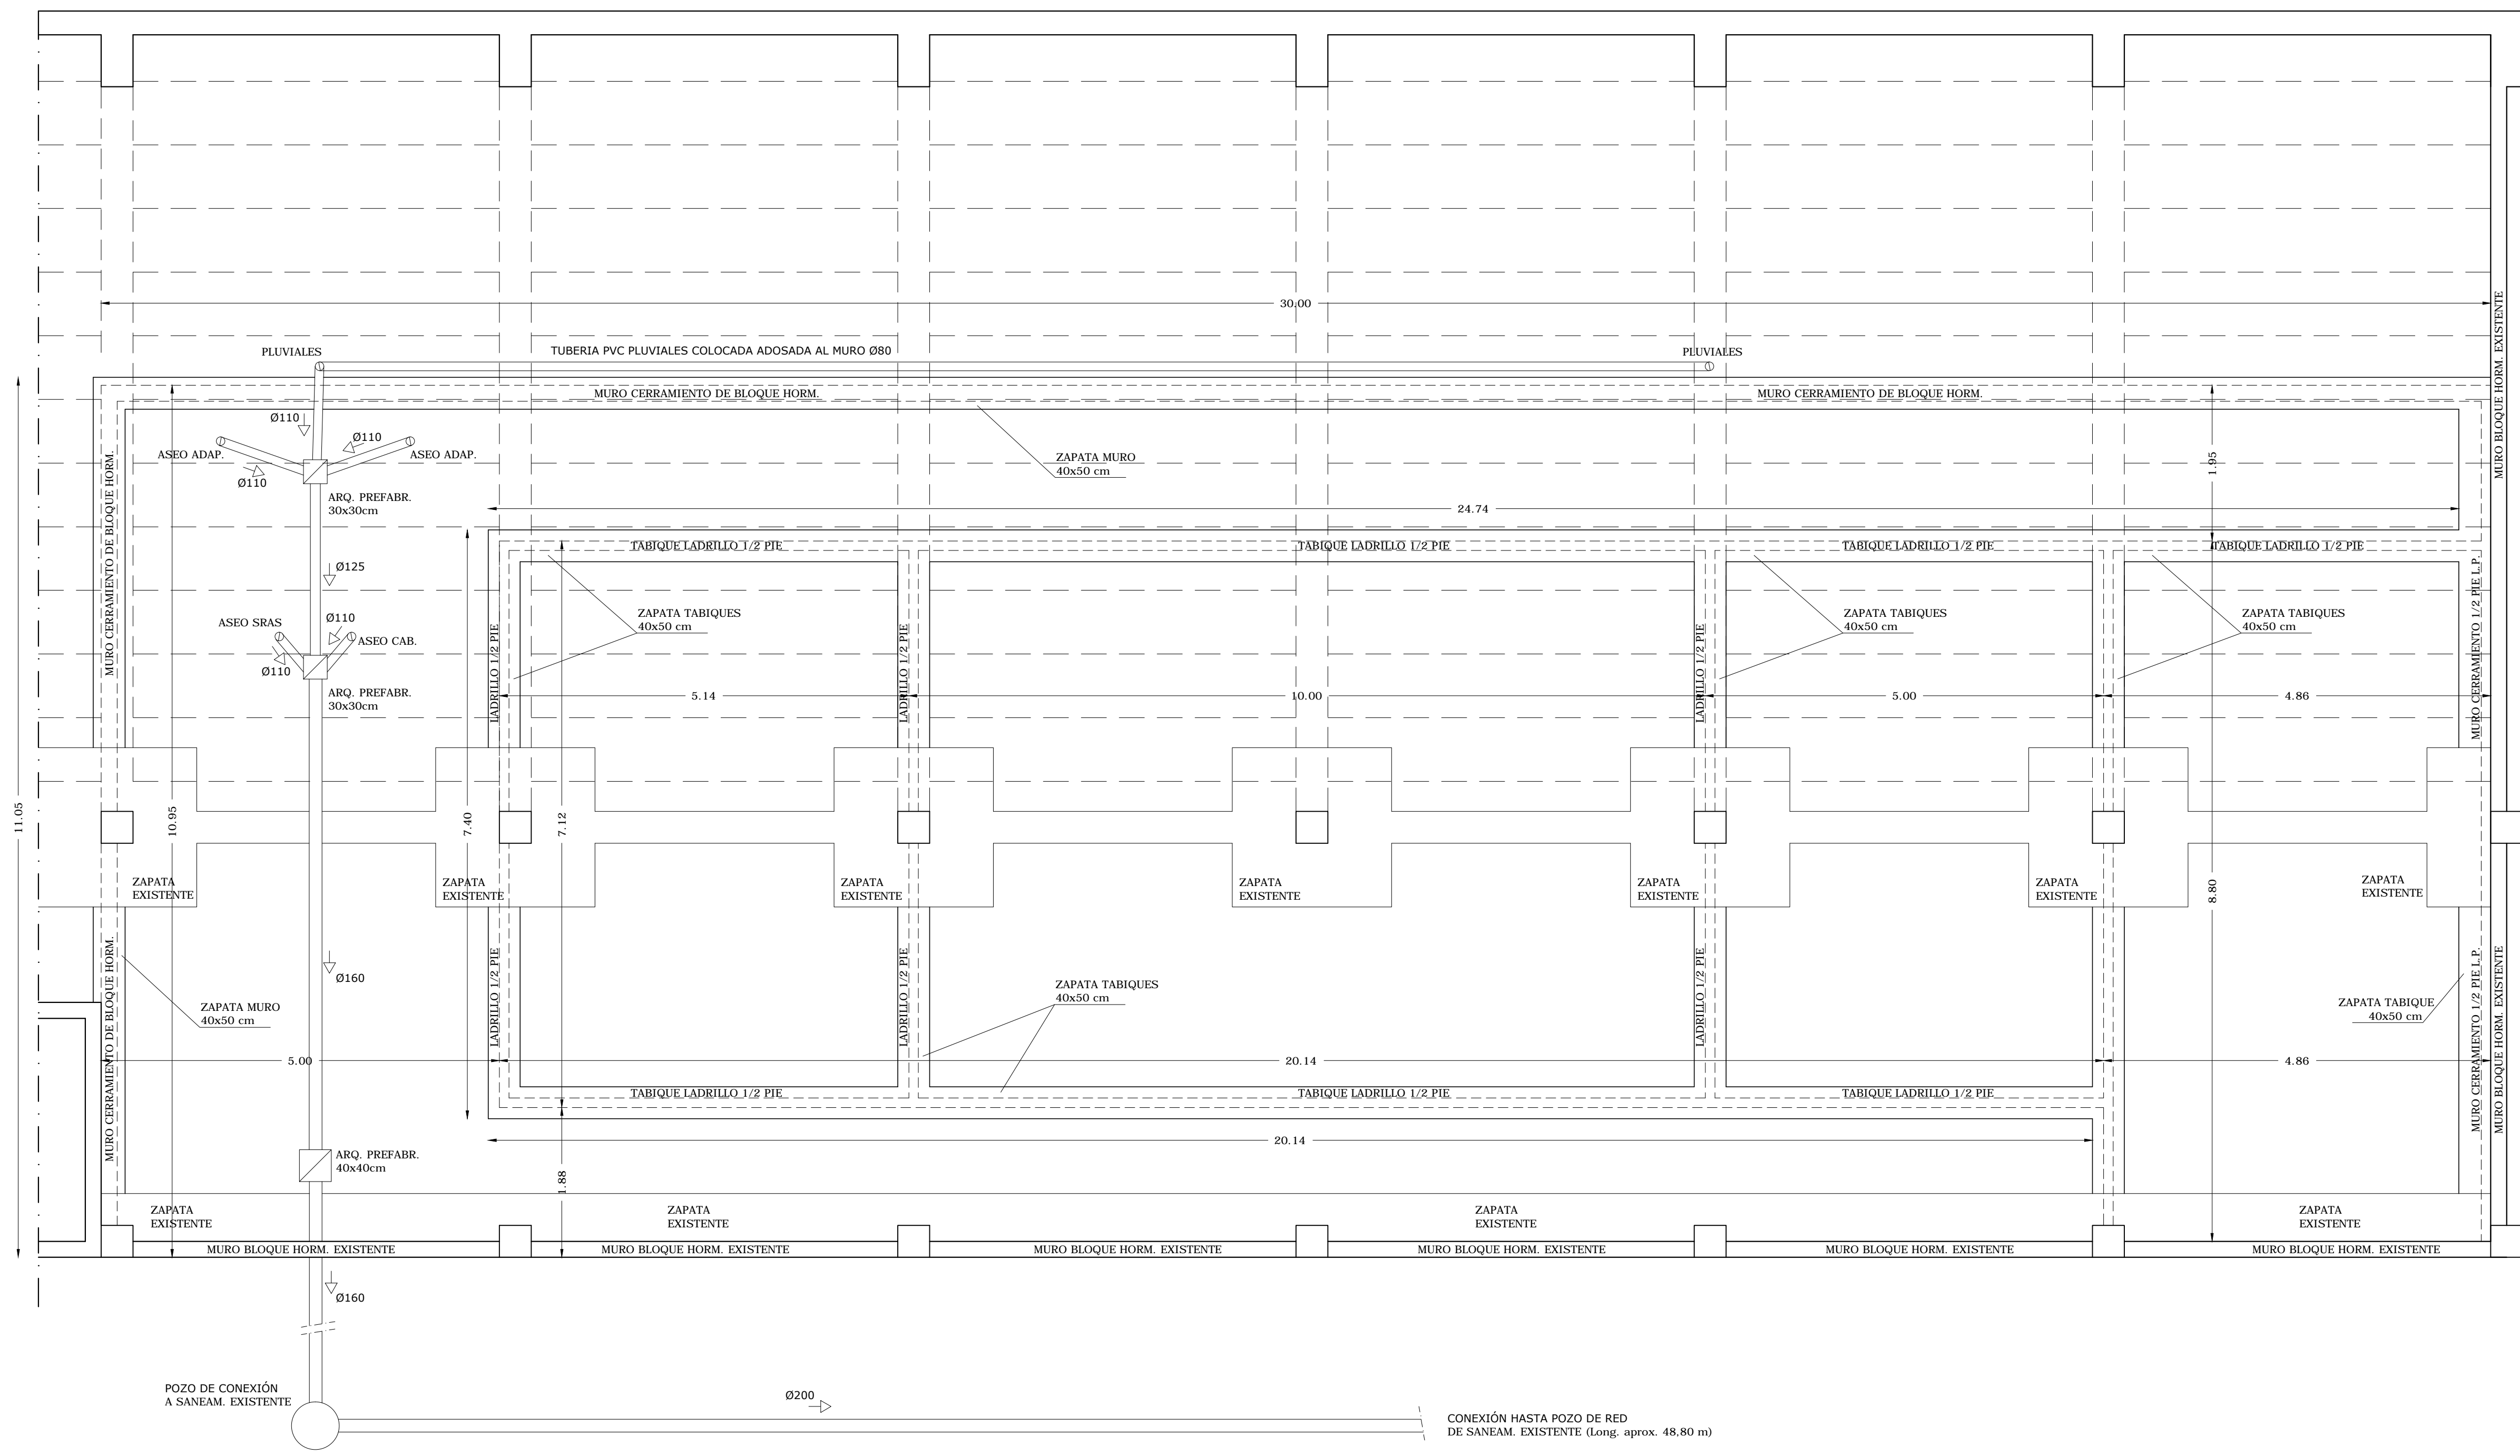 30.00
PLUVIALES
TUBERIA PVC PLUVIALES COLOCADA ADOSADA AL MURO Ø80
PLUVIALES
MURO BLOQUE HORM. EXISTENTE
MURO CERRAMIENTO DE BLOQUE HORM.
MURO CERRAMIENTO DE BLOQUE HORM.
Ø110
Ø110
ASEO ADAP.
ASEO ADAP.
Ø110
ZAPATA MURO
40x50 cm
1.95
ARQ. PREFABR.
30x30cm
24.74
MURO CERRAMIENTO DE BLOQUE HORM.
TABIQUE LADRILLO 1/2 PIE
TABIQUE LADRILLO 1/2 PIE
TABIQUE LADRILLO 1/2 PIE
TABIQUE LADRILLO 1/2 PIE
Ø125
ZAPATA TABIQUES
40x50 cm
ZAPATA TABIQUES
40x50 cm
ZAPATA TABIQUES
40x50 cm
ASEO SRAS
Ø110
ASEO CAB.
Ø110
LADRILLO 1/2 PIE
LADRILLO 1/2 PIE
LADRILLO 1/2 PIE
MURO CERRAMIENTO 1/2 PIE L.P.
ARQ. PREFABR.
30x30cm
5.14
10.00
5.00
4.86
11.05
10.95
7.40
7.12
8.80
ZAPATA
EXISTENTE
ZAPATA
EXISTENTE
ZAPATA
EXISTENTE
ZAPATA
EXISTENTE
ZAPATA
EXISTENTE
ZAPATA
EXISTENTE
ZAPATA
EXISTENTE
Ø160
ZAPATA MURO
40x50 cm
ZAPATA TABIQUES
40x50 cm
ZAPATA TABIQUE
40x50 cm
MURO CERRAMIENTO DE BLOQUE HORM.
LADRILLO 1/2 PIE
LADRILLO 1/2 PIE
LADRILLO 1/2 PIE
MURO CERRAMIENTO 1/2 PIE L.P.
MURO BLOQUE HORM. EXISTENTE
5.00
20.14
4.86
TABIQUE LADRILLO 1/2 PIE
TABIQUE LADRILLO 1/2 PIE
TABIQUE LADRILLO 1/2 PIE
20.14
ARQ. PREFABR.
40x40cm
1.88
ZAPATA
EXISTENTE
ZAPATA
EXISTENTE
ZAPATA
EXISTENTE
ZAPATA
EXISTENTE
MURO BLOQUE HORM. EXISTENTE
MURO BLOQUE HORM. EXISTENTE
MURO BLOQUE HORM. EXISTENTE
MURO BLOQUE HORM. EXISTENTE
MURO BLOQUE HORM. EXISTENTE
MURO BLOQUE HORM. EXISTENTE
Ø160
POZO DE CONEXIÓN
A SANEAM. EXISTENTE
Ø200
CONEXIÓN HASTA POZO DE RED
DE SANEAM. EXISTENTE (Long. aprox. 48,80 m)